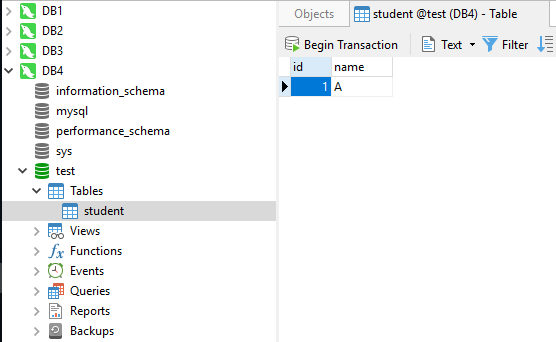 DB1
DB2
DB3
DB4
information_schema
mysql
performance_schema
sys
test
Tables
student
Views
fx Functions
Events
Queries
Reports
Backups
Objects
student @test (DB4) - Table
Begin Transaction
Text
Filter
id name
1 A